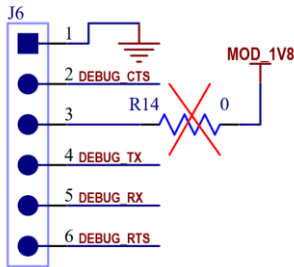 J6
1
MOD_1V8
2 DEBUG_CTS
R14 0
3
4 DEBUG_TX
5 DEBUG_RX
6 DEBUG_RTS